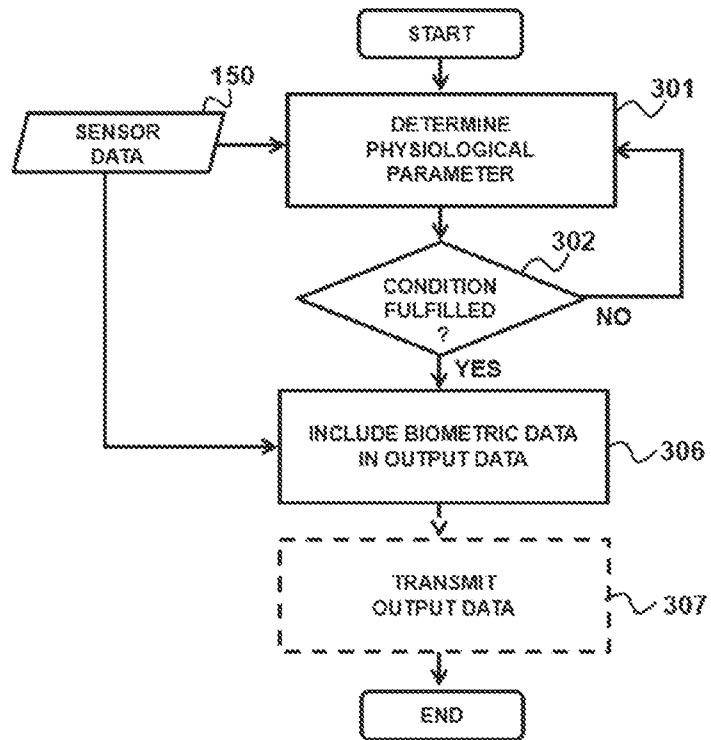 START
150
SENSOR
DATA
DETERMINE
PHYSIOLOGICAL
PARAMETER
301
302
CONDITION
FULFILLED
?
NO
YES
INCLUDE BIOMETRIC DATA
IN OUTPUT DATA
306
TRANSMIT
OUTPUT DATA
307
END